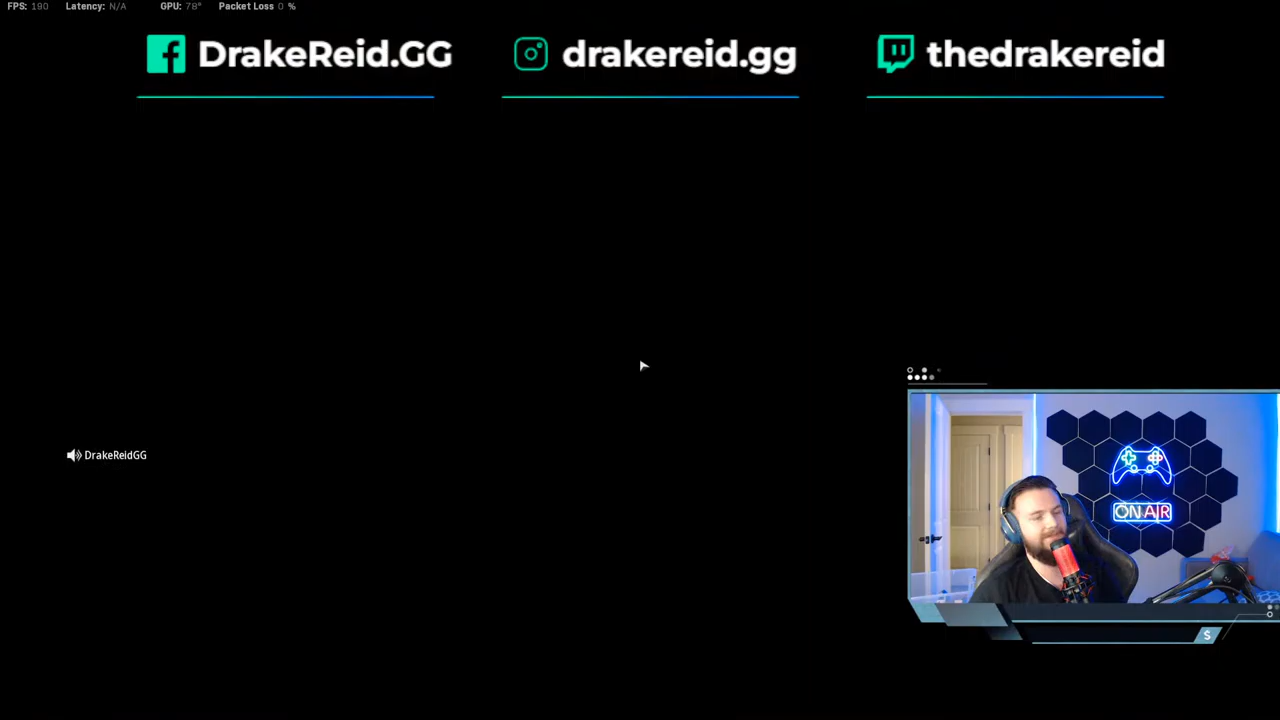 FPS: 190 Latency: N/A GPU: 78° Packet Loss 0 %
DrakeReid.GG drakereid.gg thedrakereid
DrakeReidGG
ON AIR
$